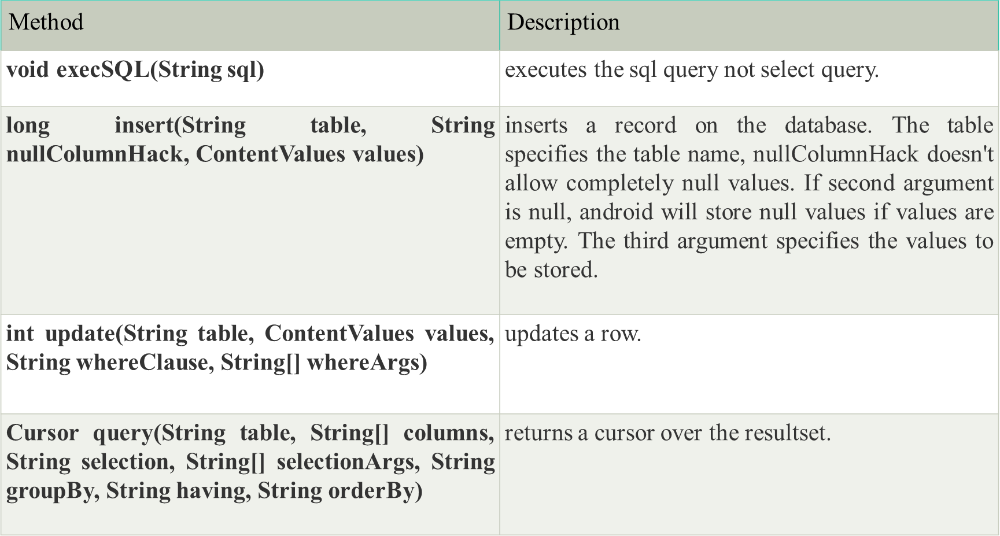 Method
Description
void execSQL(String sql)
executes the sql query not select query.
long insert(String table, String
nullColumnHack, ContentValues values)
inserts a record on the database. The table
specifies the table name, nullColumnHack doesn't
allow completely null values. If second argument
is null, android will store null values if values are
empty. The third argument specifies the values to
be stored.
int update(String table, ContentValues values,
String whereClause, String[] whereArgs)
updates a row.
Cursor query(String table, String[] columns,
String selection, String[] selectionArgs, String
groupBy, String having, String orderBy)
returns a cursor over the resultset.